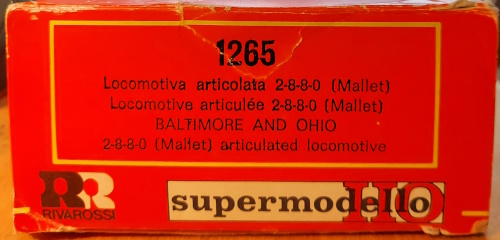 1265
Locomotiva articolata 2-8-8-0 (Mallet)
Locomotive articulée 2-8-8-0 (Mallet)
BALTIMORE AND OHIO
2-8-8-0 (Mallet) articulated locomotive
RR
RIVAROSSI
supermodello HO